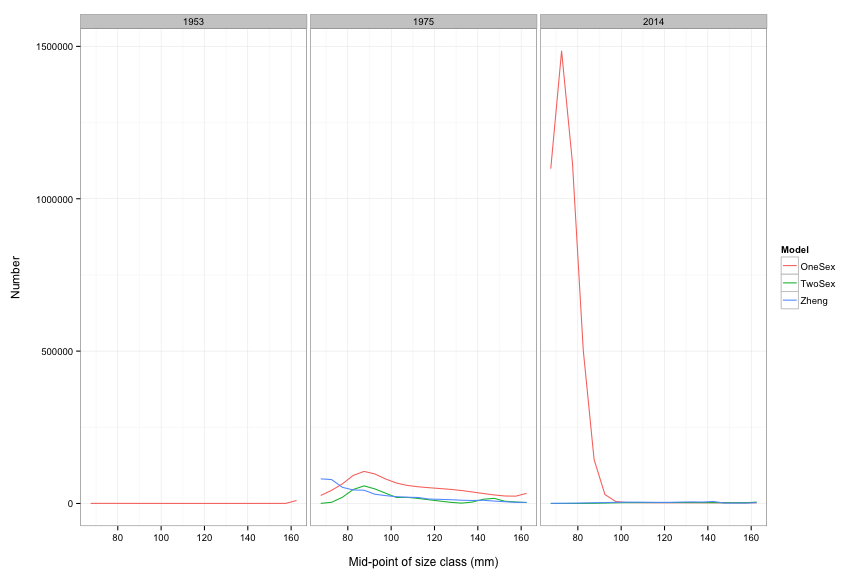 1953 1975 2014
1500000
1000000
500000
0
Number
80 100 120 140 160 80 100 120 140 160 80 100 120 140 160
Mid-point of size class (mm)
Model
OneSex
TwoSex
Zheng